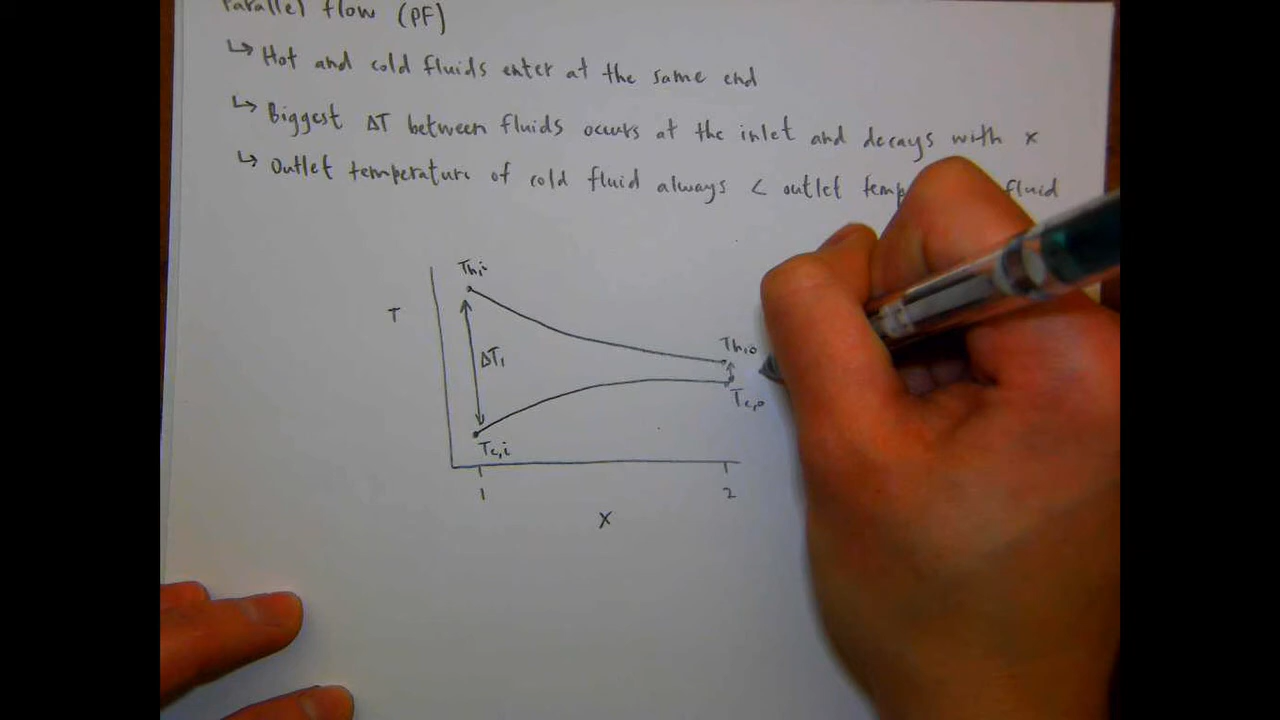 Parallel flow (PF)
↳ Hot and cold fluids enter at the same end
↳ Biggest ΔT between fluids occurs at the inlet and decays with x
↳ Outlet temperature of cold fluid always < outlet fluid
Th,i
T
ΔT1
Th,o
Tc,o
Tc,i
1
2
X